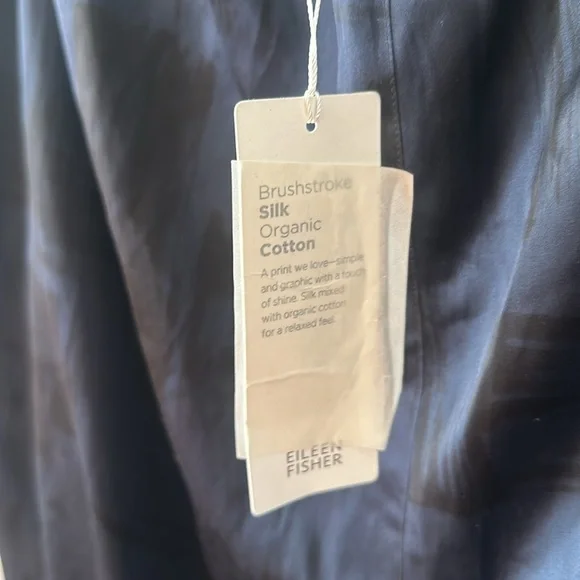 Brushstroke
Silk
Organic
Cotton
A print we love—simple
and graphic with a touch
of shine. Silk mixed
with organic cotton
for a relaxed feel.
EILEEN
FISHER